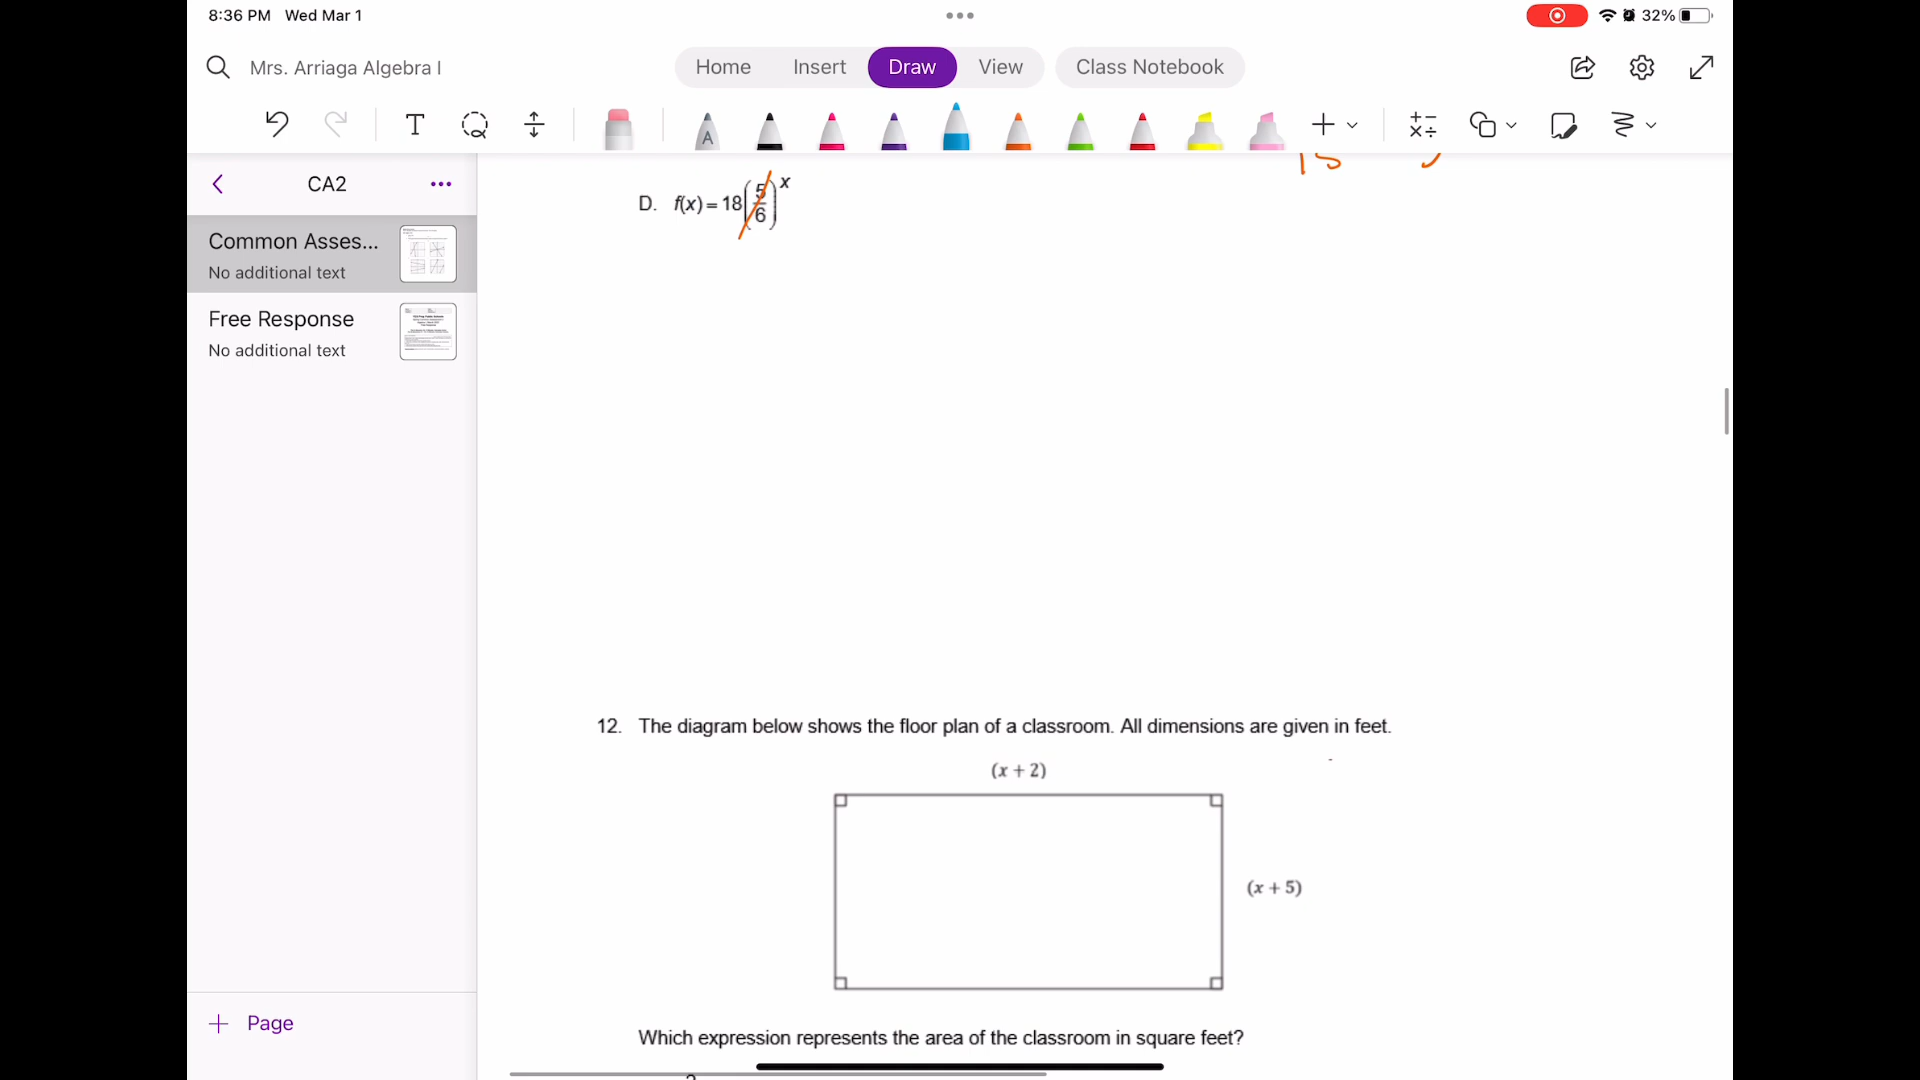 8:36 PM Wed Mar 1
32%
Mrs. Arriaga Algebra I
Home Insert Draw View Class Notebook
T
A
CA2
Common Asses...
No additional text
Free Response
No additional text
Page
D. f(x) = 18(5/6)^x
12. The diagram below shows the floor plan of a classroom. All dimensions are given in feet.
(x + 2)
(x + 5)
Which expression represents the area of the classroom in square feet?